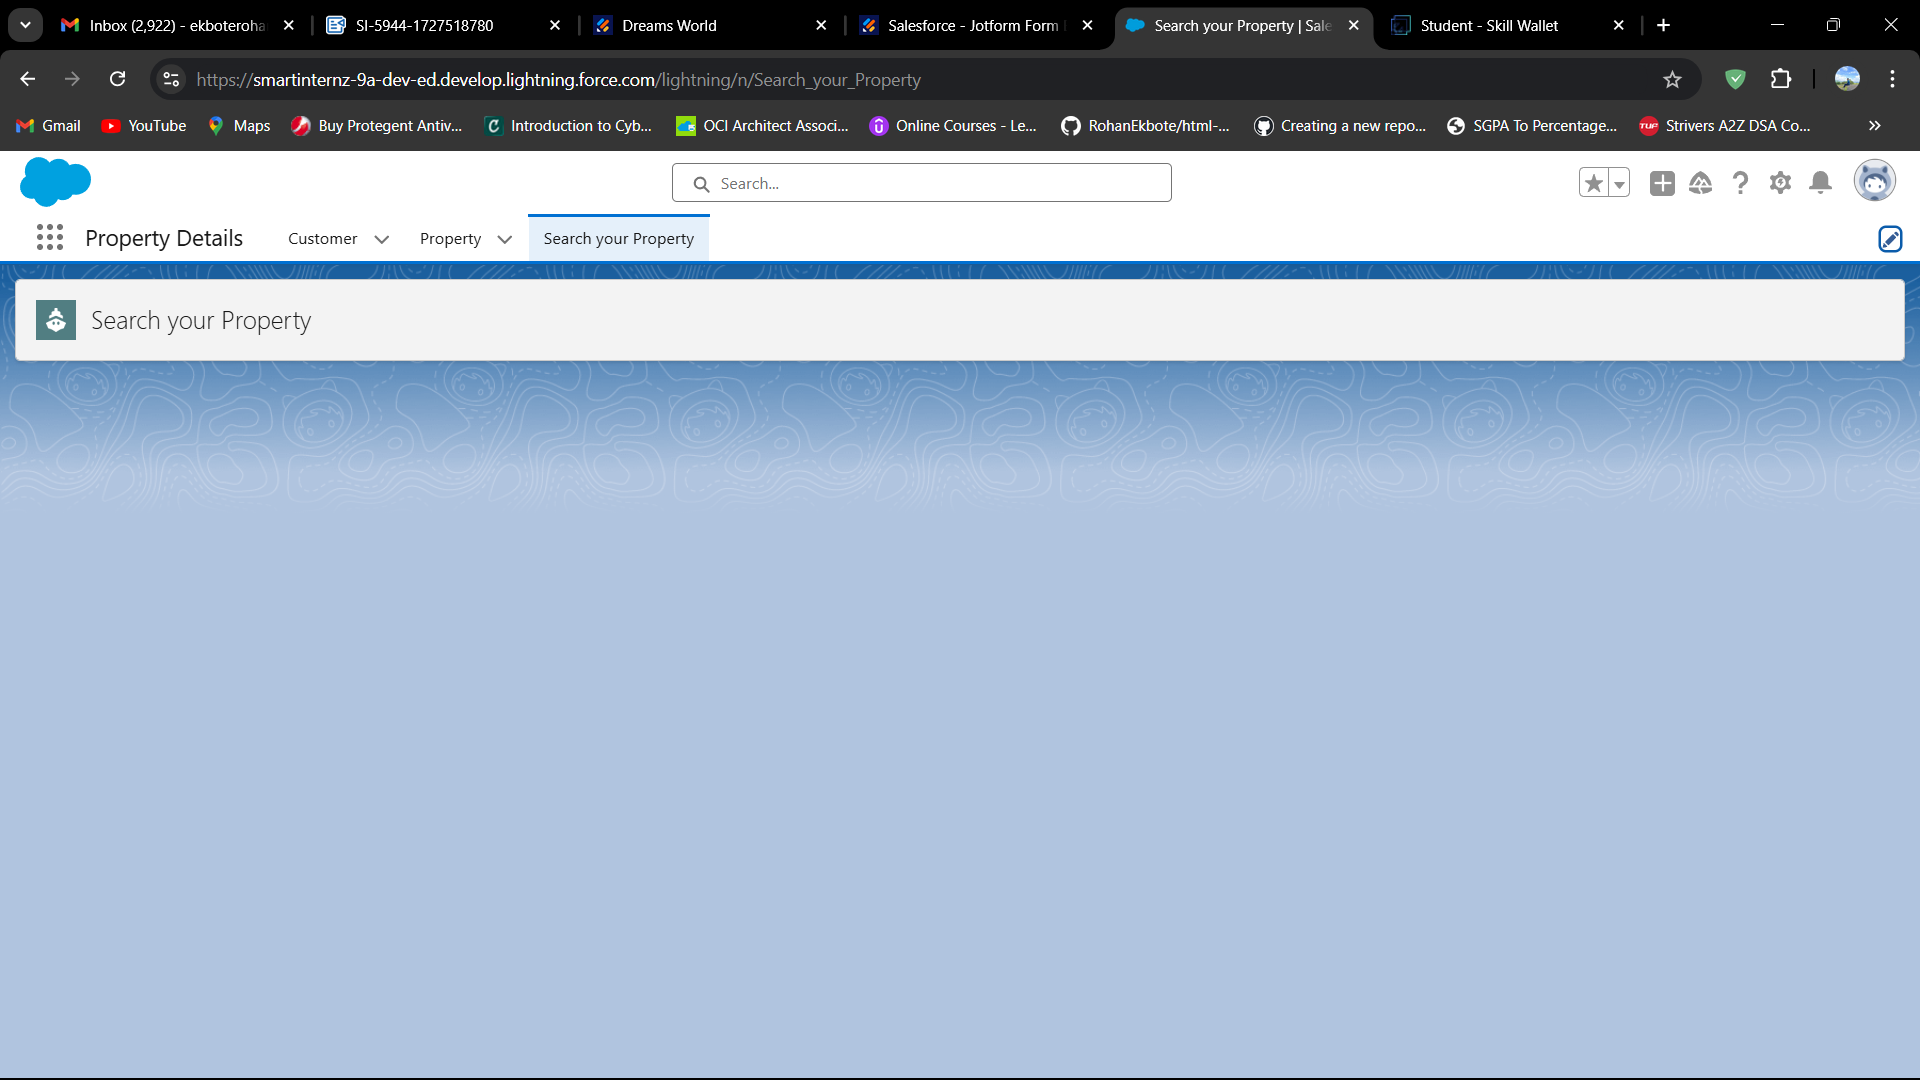 Inbox (2,922) - ekboteroha
SI-5944-1727518780
Dreams World
Salesforce - Jotform Form
Search your Property | Sale
Student - Skill Wallet
https://smartinternz-9a-dev-ed.develop.lightning.force.com/lightning/n/Search_your_Property
Gmail
YouTube
Maps
Buy Protegent Antiv...
Introduction to Cyb...
OCI Architect Associ...
Online Courses - Le...
RohanEkbote/html-...
Creating a new repo...
SGPA To Percentage...
TUF
Strivers A2Z DSA Co...
Search...
Property Details
Customer
Property
Search your Property
Search your Property